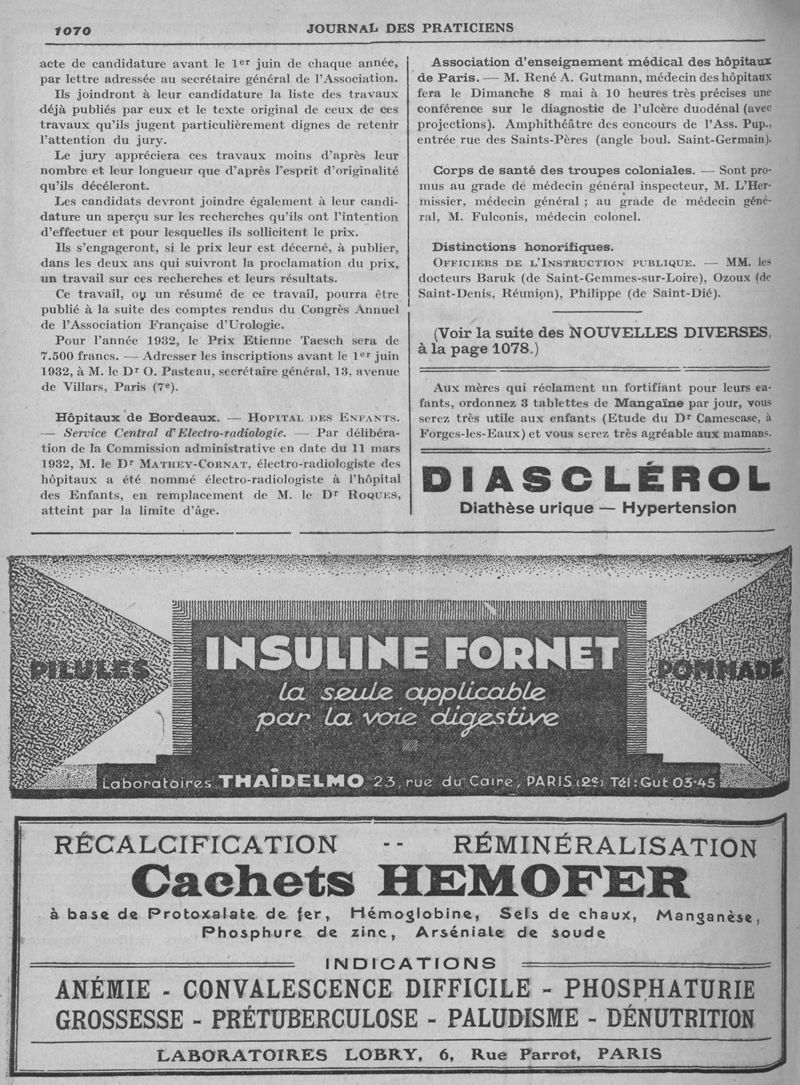 1070
JOURNAL DES PRATICIENS
acte de candidature avant le 1er juin de chaque année,
par lettre adressée au secrétaire général de l'Association.
Ils joindront à leur candidature la liste des travaux
déjà publiés par eux et le texte original de ceux de ces
travaux qu'ils jugent particulièrement dignes de retenir
l'attention du jury.
Le jury appréciera ces travaux moins d'après leur
nombre et leur longueur que d'après l'esprit d'originalité
qu'ils décéleront.
Les candidats devront joindre également à leur candi-
dature un aperçu sur les recherches qu'ils ont l'intention
d'effectuer et pour lesquelles ils sollicitent le prix.
Ils s'engageront, si le prix leur est décerné, à publier,
dans les deux ans qui suivront la proclamation du prix,
un travail sur ces recherches et leurs résultats.
Ce travail, ou un résumé de ce travail, pourra être
publié à la suite des comptes rendus du Congrès Annuel
de l'Association Française d'Urologie.
Pour l'année 1932, le Prix Etienne Taesch sera de
7.500 francs. — Adresser les inscriptions avant le 1er juin
1932, à M. le Dr O. Pasteau, secrétaire général, 13, avenue
de Villars, Paris (7e).
Hôpitaux de Bordeaux. — HOPITAL DES ENFANTS.
— Service Central d'Electro-radiologie. — Par délibéra-
tion de la Commission administrative en date du 11 mars
1932, M. le Dr MATHEY-CORNAT, électro-radiologiste des
hôpitaux a été nommé électro-radiologiste à l'hôpital
des Enfants, en remplacement de M. le Dr ROQUES,
atteint par la limite d'âge.
Association d'enseignement médical des hôpitaux
de Paris. — M. René A. Gutmann, médecin des hôpitaux
fera le Dimanche 8 mai à 10 heures très précises une
conférence sur le diagnostic de l'ulcère duodénal (avec
projections). Amphithéâtre des concours de l'Ass. Pup.,
entrée rue des Saints-Pères (angle boul. Saint-Germain).
Corps de santé des troupes coloniales. — Sont pro-
mus au grade de médecin général inspecteur, M. L'Her-
missier, médecin général ; au grade de médecin géné-
ral, M. Fulconis, médecin colonel.
Distinctions honorifiques.
OFFICIERS DE L'INSTRUCTION PUBLIQUE. — MM. les
docteurs Baruk (de Saint-Gemmes-sur-Loire), Ozoux (de
Saint-Denis, Réunion), Philippe (de Saint-Dié).
(Voir la suite des NOUVELLES DIVERSES,
à la page 1078.)
Aux mères qui réclament un fortifiant pour leurs en-
fants, ordonnez 3 tablettes de Mangaïne par jour, vous
serez très utile aux enfants (Etude du Dr Camescase, à
Forges-les-Eaux) et vous serez très agréable aux mamans.
DIASCLÉROL
Diathèse urique — Hypertension
PILULES
INSULINE FORNET
POMMADE
la seule applicable
par la voie digestive
Laboratoires THAÏDELMO 23, rue du Caire, PARIS (2e) Tél : Gut 03-45
RÉCALCIFICATION -- RÉMINÉRALISATION
Cachets HEMOFER
à base de Protoxalate de fer, Hémoglobine, Sels de chaux, Manganèse,
Phosphure de zinc, Arséniate de soude
INDICATIONS
ANÉMIE - CONVALESCENCE DIFFICILE - PHOSPHATURIE
GROSSESSE - PRÉTUBERCULOSE - PALUDISME - DÉNUTRITION
LABORATOIRES LOBRY, 6, Rue Parrot, PARIS